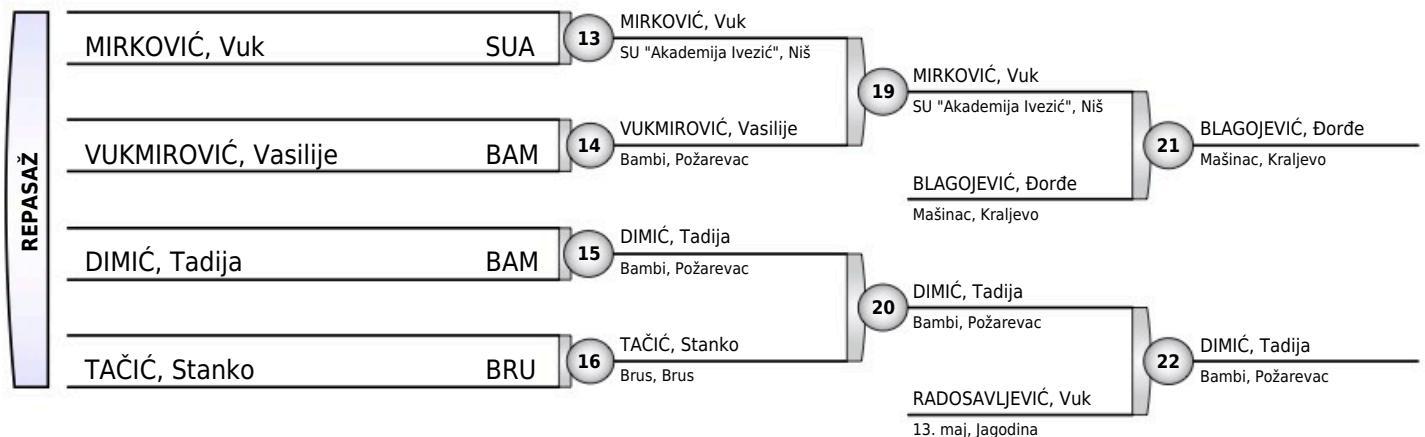 REPASAŽ
MIRKOVIĆ, Vuk SUA
VUKMIROVIĆ, Vasilije BAM
DIMIĆ, Tadija BAM
TAČIĆ, Stanko BRU
13
MIRKOVIĆ, Vuk
SU "Akademija Ivezić", Niš
14
VUKMIROVIĆ, Vasilije
Bambi, Požarevac
15
DIMIĆ, Tadija
Bambi, Požarevac
16
TAČIĆ, Stanko
Brus, Brus
19
MIRKOVIĆ, Vuk
SU "Akademija Ivezić", Niš
BLAGOJEVIĆ, Đorđe
Mašinac, Kraljevo
20
DIMIĆ, Tadija
Bambi, Požarevac
RADOSAVLJEVIĆ, Vuk
13. maj, Jagodina
21
BLAGOJEVIĆ, Đorđe
Mašinac, Kraljevo
22
DIMIĆ, Tadija
Bambi, Požarevac